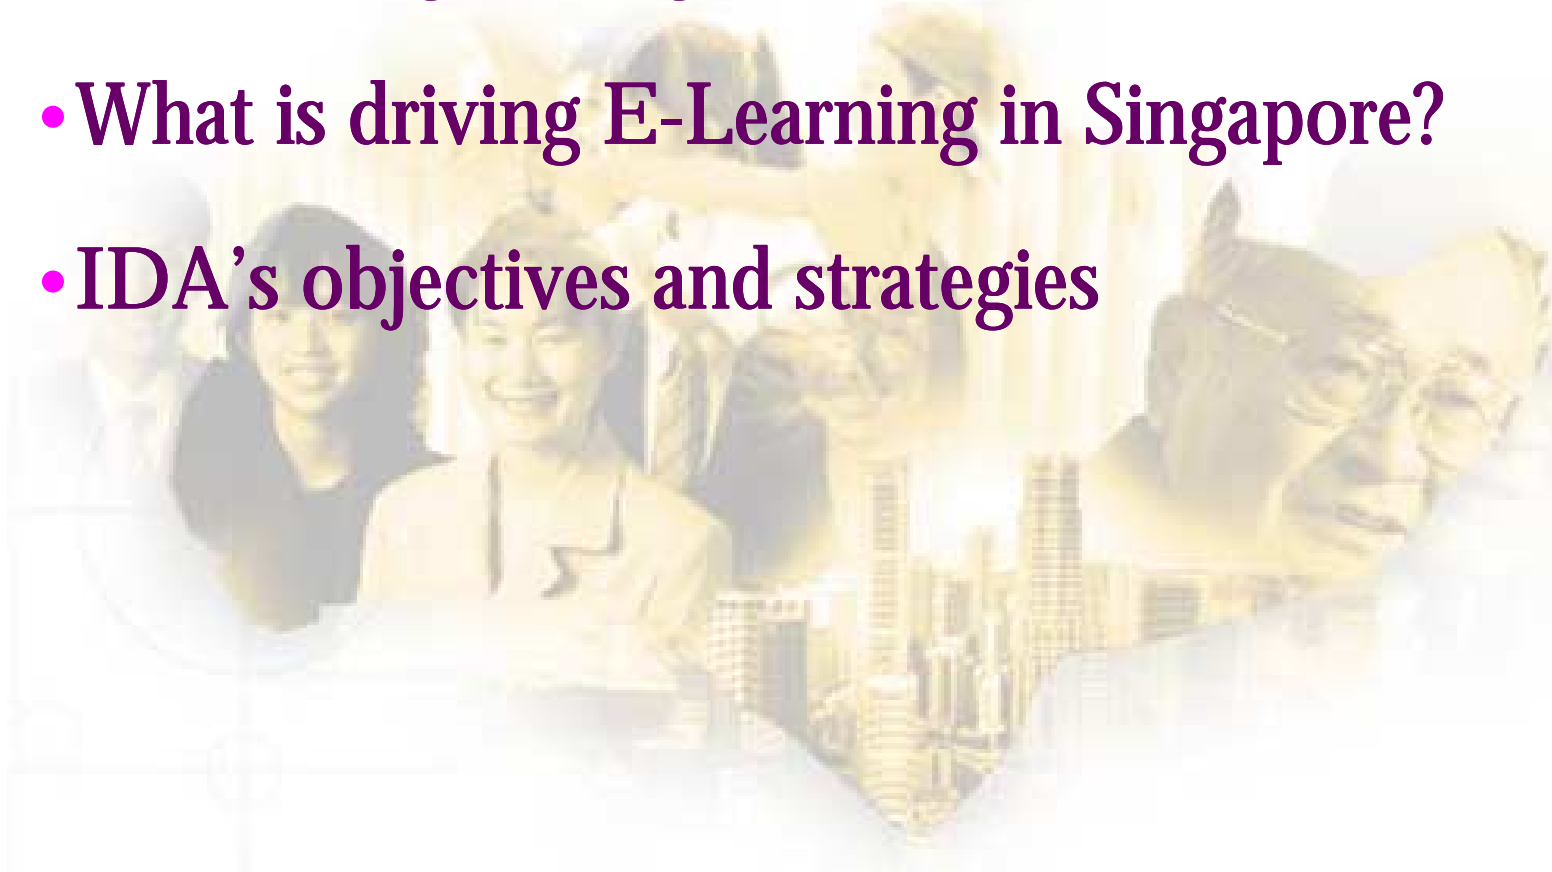 •What is driving E-Learning in Singapore?
•IDA’s objectives and strategies